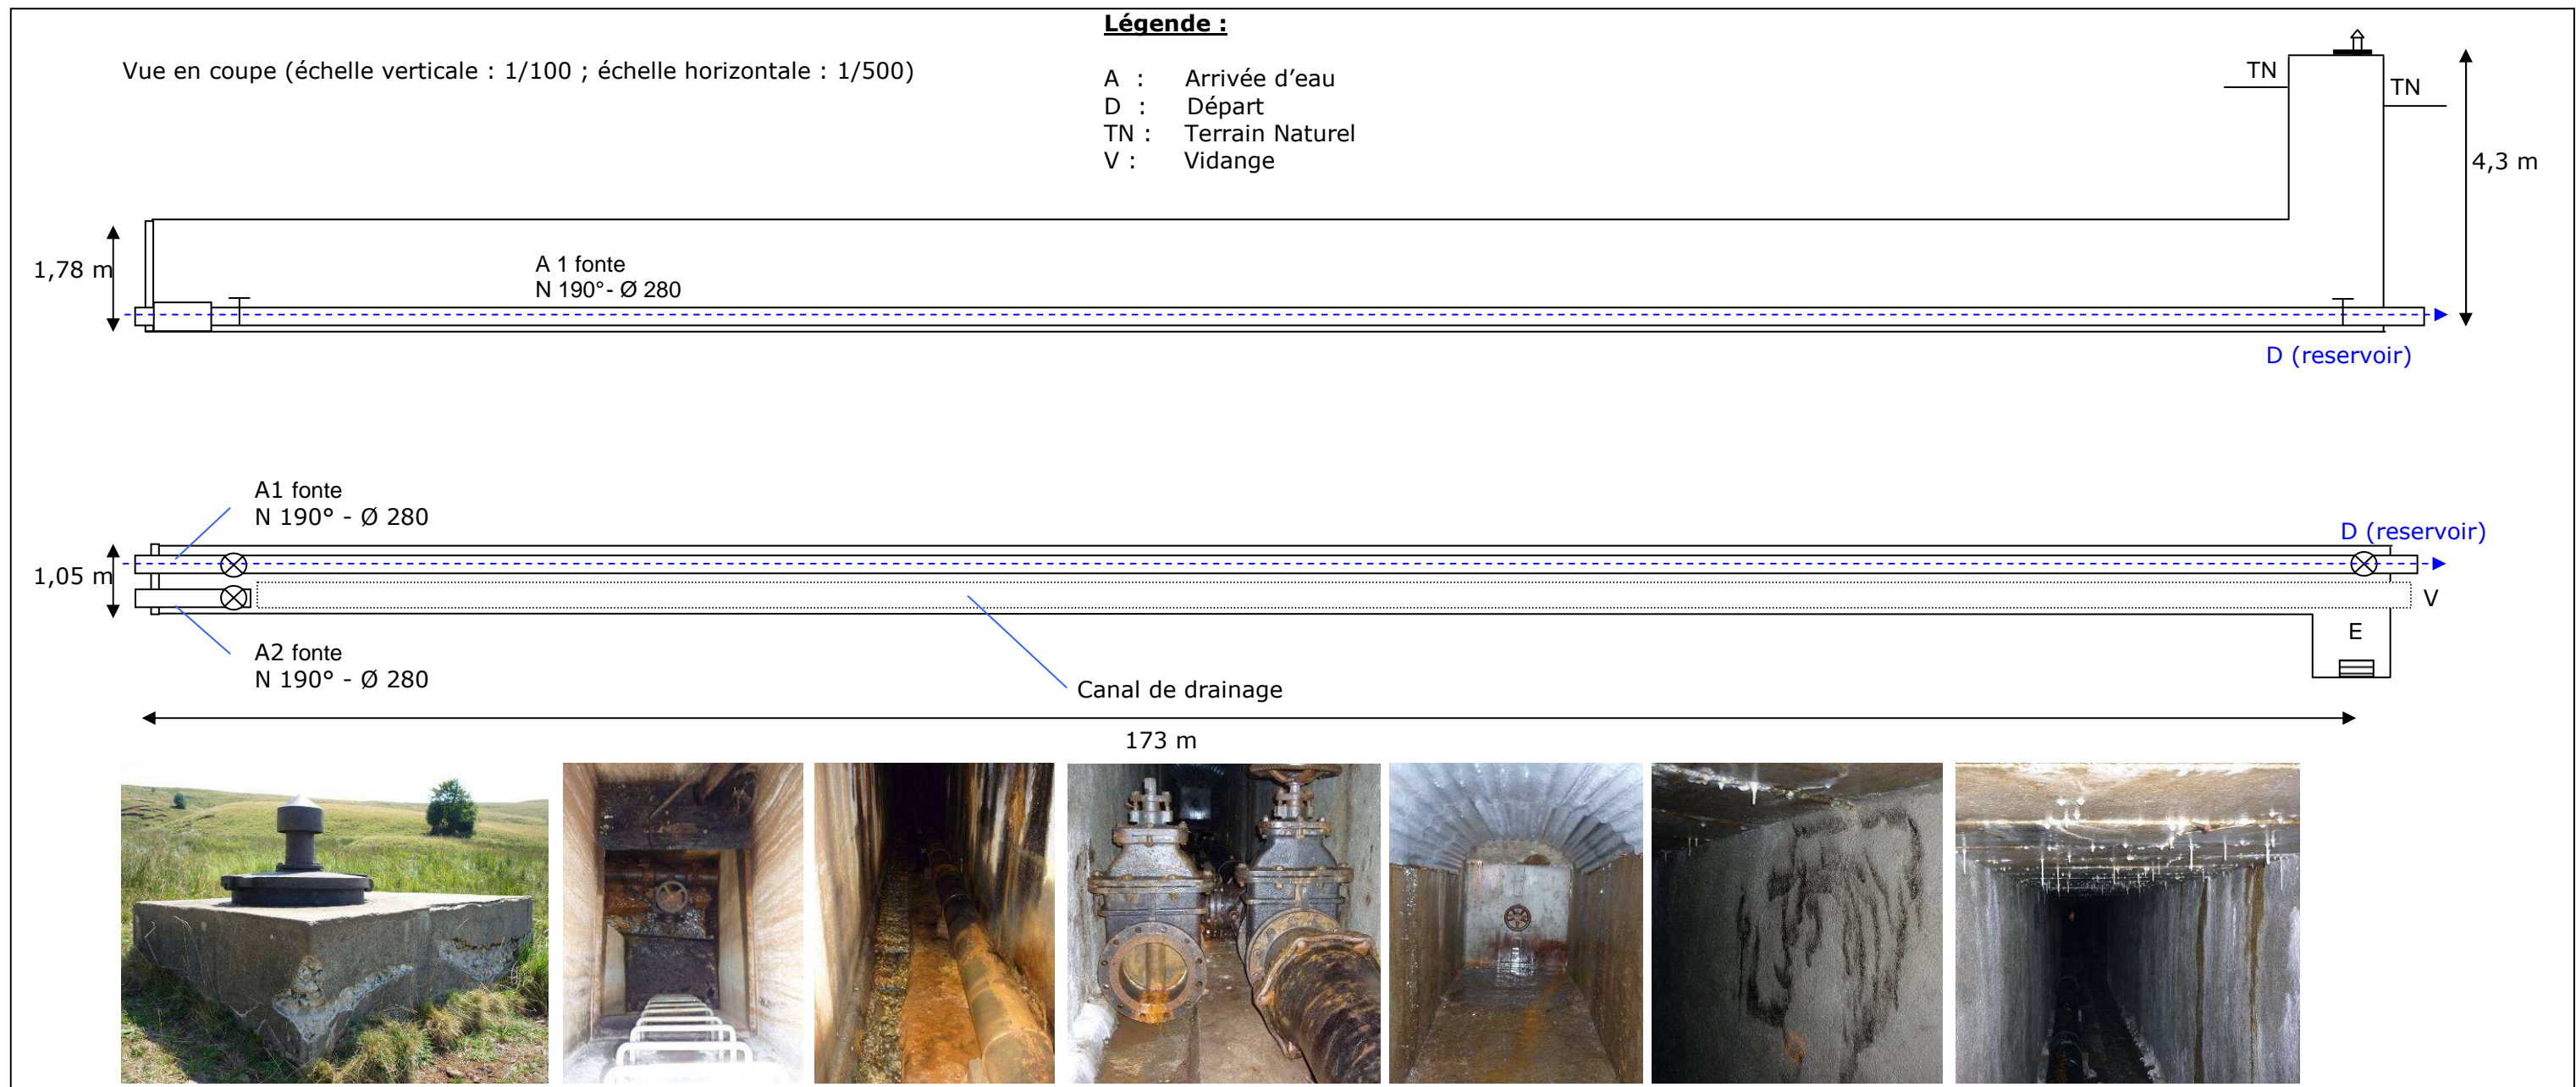 Légende :
Vue en coupe (échelle verticale : 1/100 ; échelle horizontale : 1/500)
A : Arrivée d'eau
D : Départ
TN : Terrain Naturel
V : Vidange
TN
TN
4,3 m
1,78 m
A 1 fonte
N 190°- Ø 280
D (reservoir)
A1 fonte
N 190° - Ø 280
D (reservoir)
1,05 m
V
E
A2 fonte
N 190° - Ø 280
Canal de drainage
173 m